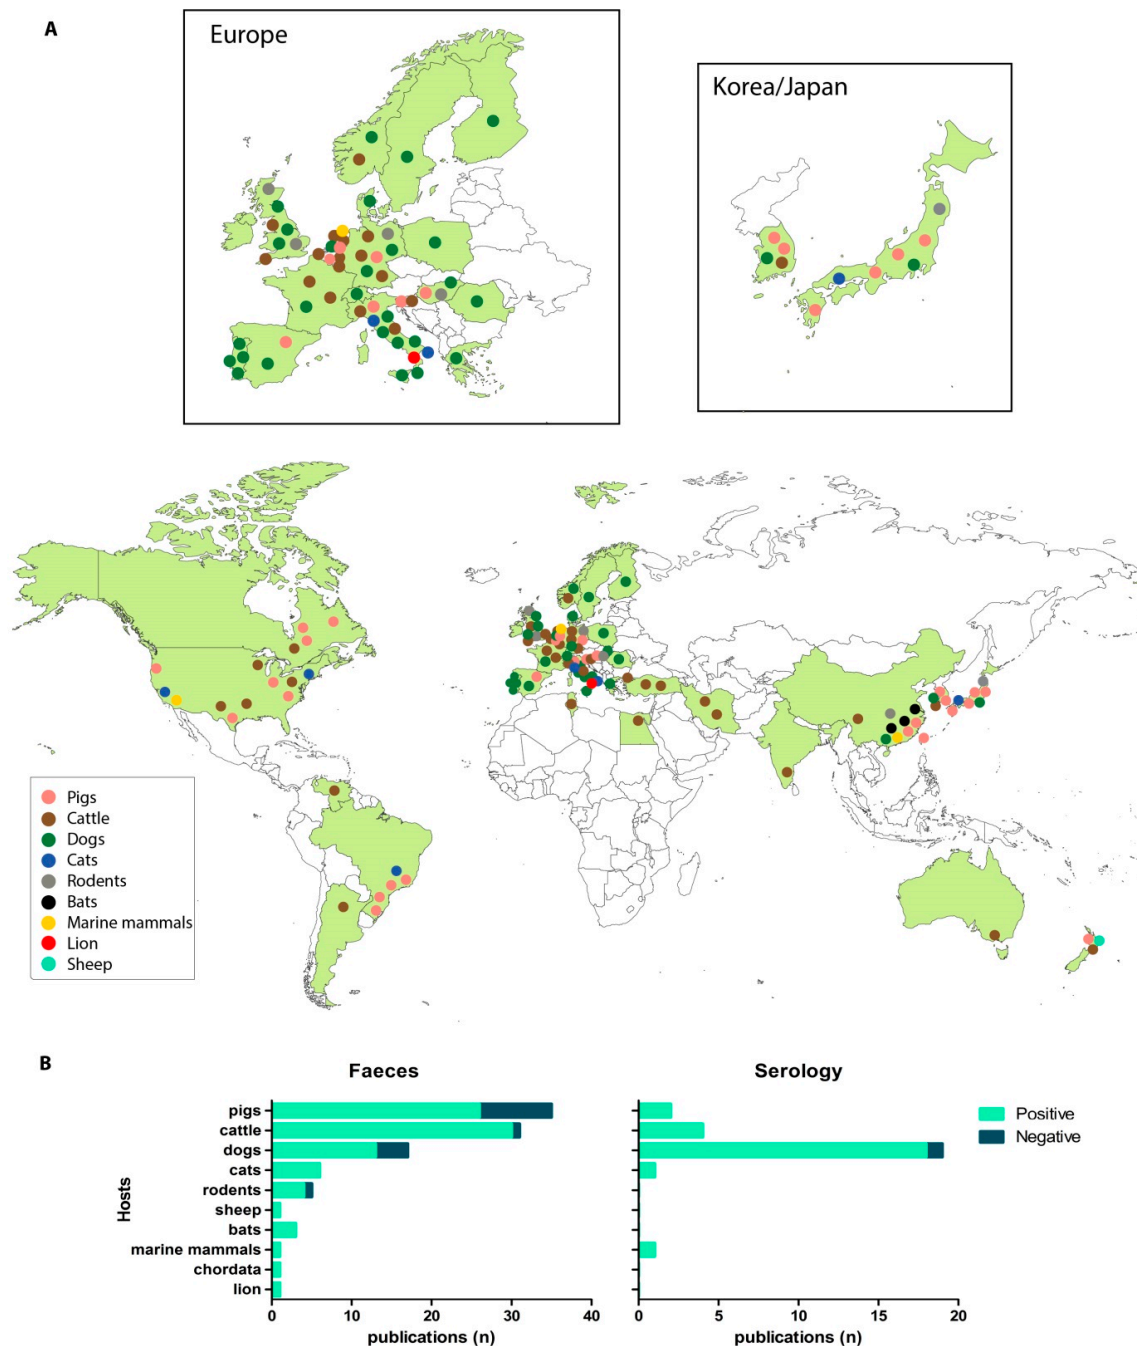 A
Europe
Korea/Japan
Pigs
Cattle
Dogs
Cats
Rodents
Bats
Marine mammals
Lion
Sheep
B
Faeces
Serology
Hosts
pigs
cattle
dogs
cats
rodents
sheep
bats
marine mammals
chordata
lion
Positive
Negative
0 10 20 30 40
0 5 10 15 20
publications (n)
publications (n)